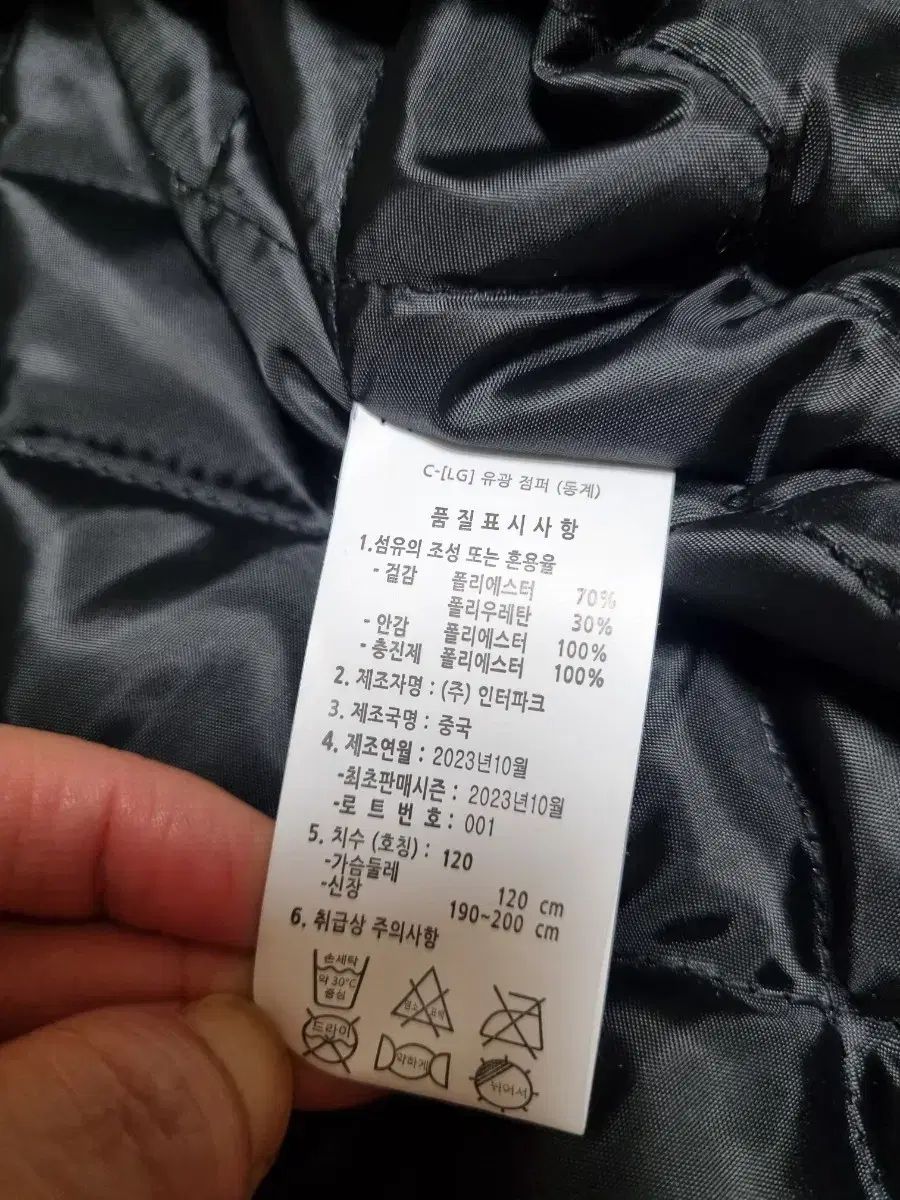 C-[LG] 유광 점퍼 (동계)
품 질 표 시 사 항
1.섬유의 조성 또는 혼용율
- 겉감 폴리에스터 70%
폴리우레탄 30%
- 안감 폴리에스터 100%
- 충진제 폴리에스터 100%
2. 제조자명 : (주) 인터파크
3. 제조국명 : 중국
4. 제조연월 : 2023년10월
-최초판매시즌 : 2023년10월
-로 트 번 호 : 001
5. 치수 (호칭) : 120
-가슴둘레 120 cm
-신장 190~200 cm
6. 취급상 주의사항
손세탁
약 30°C
중성
염소 표백
드라이
약하게
뉘어서